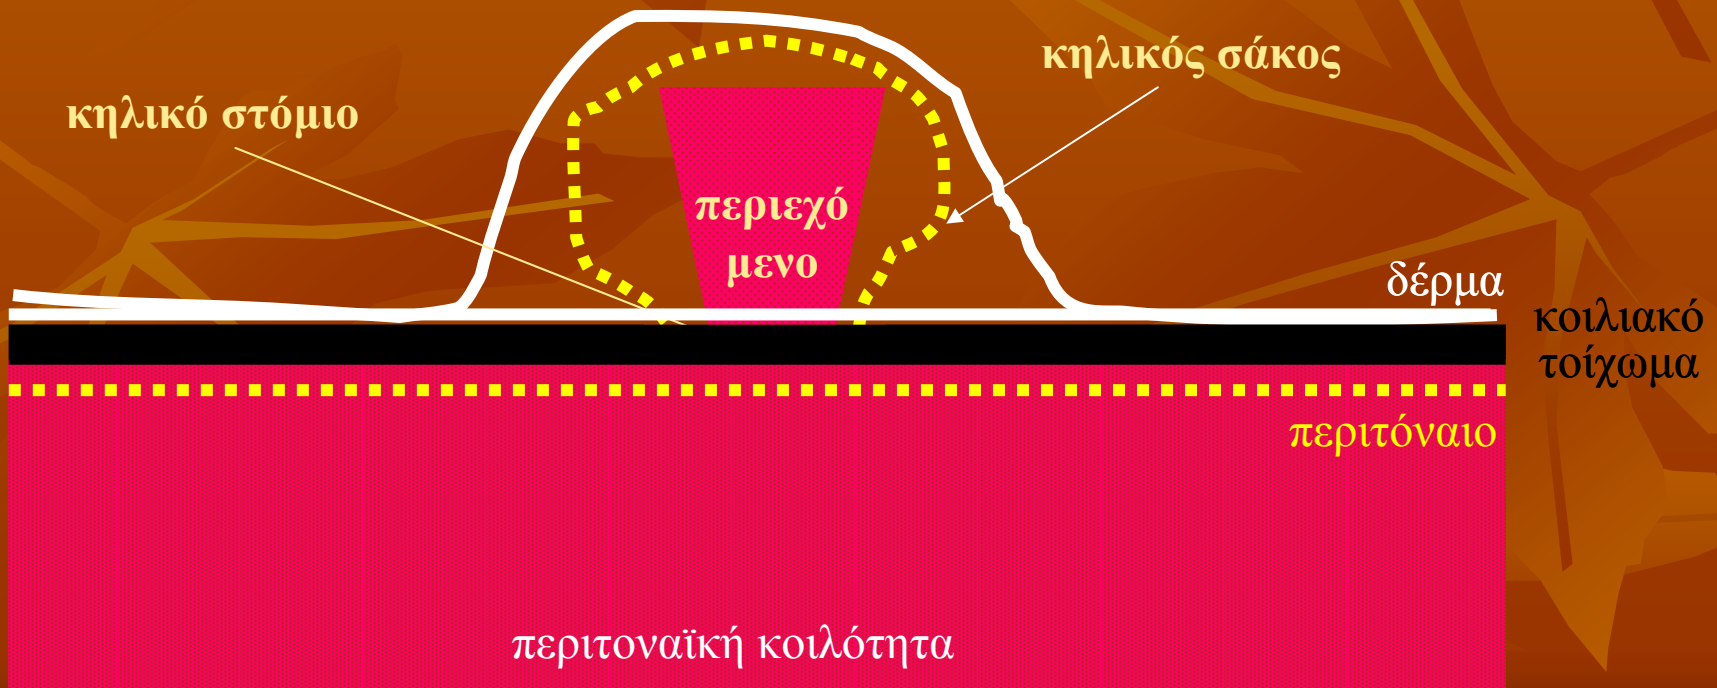 κηλικός σάκος
κηλικό στόμιο
περιεχό
μενο
δέρμα
κοιλιακό
τοίχωμα
περιτόναιο
περιτοναϊκή κοιλότητα